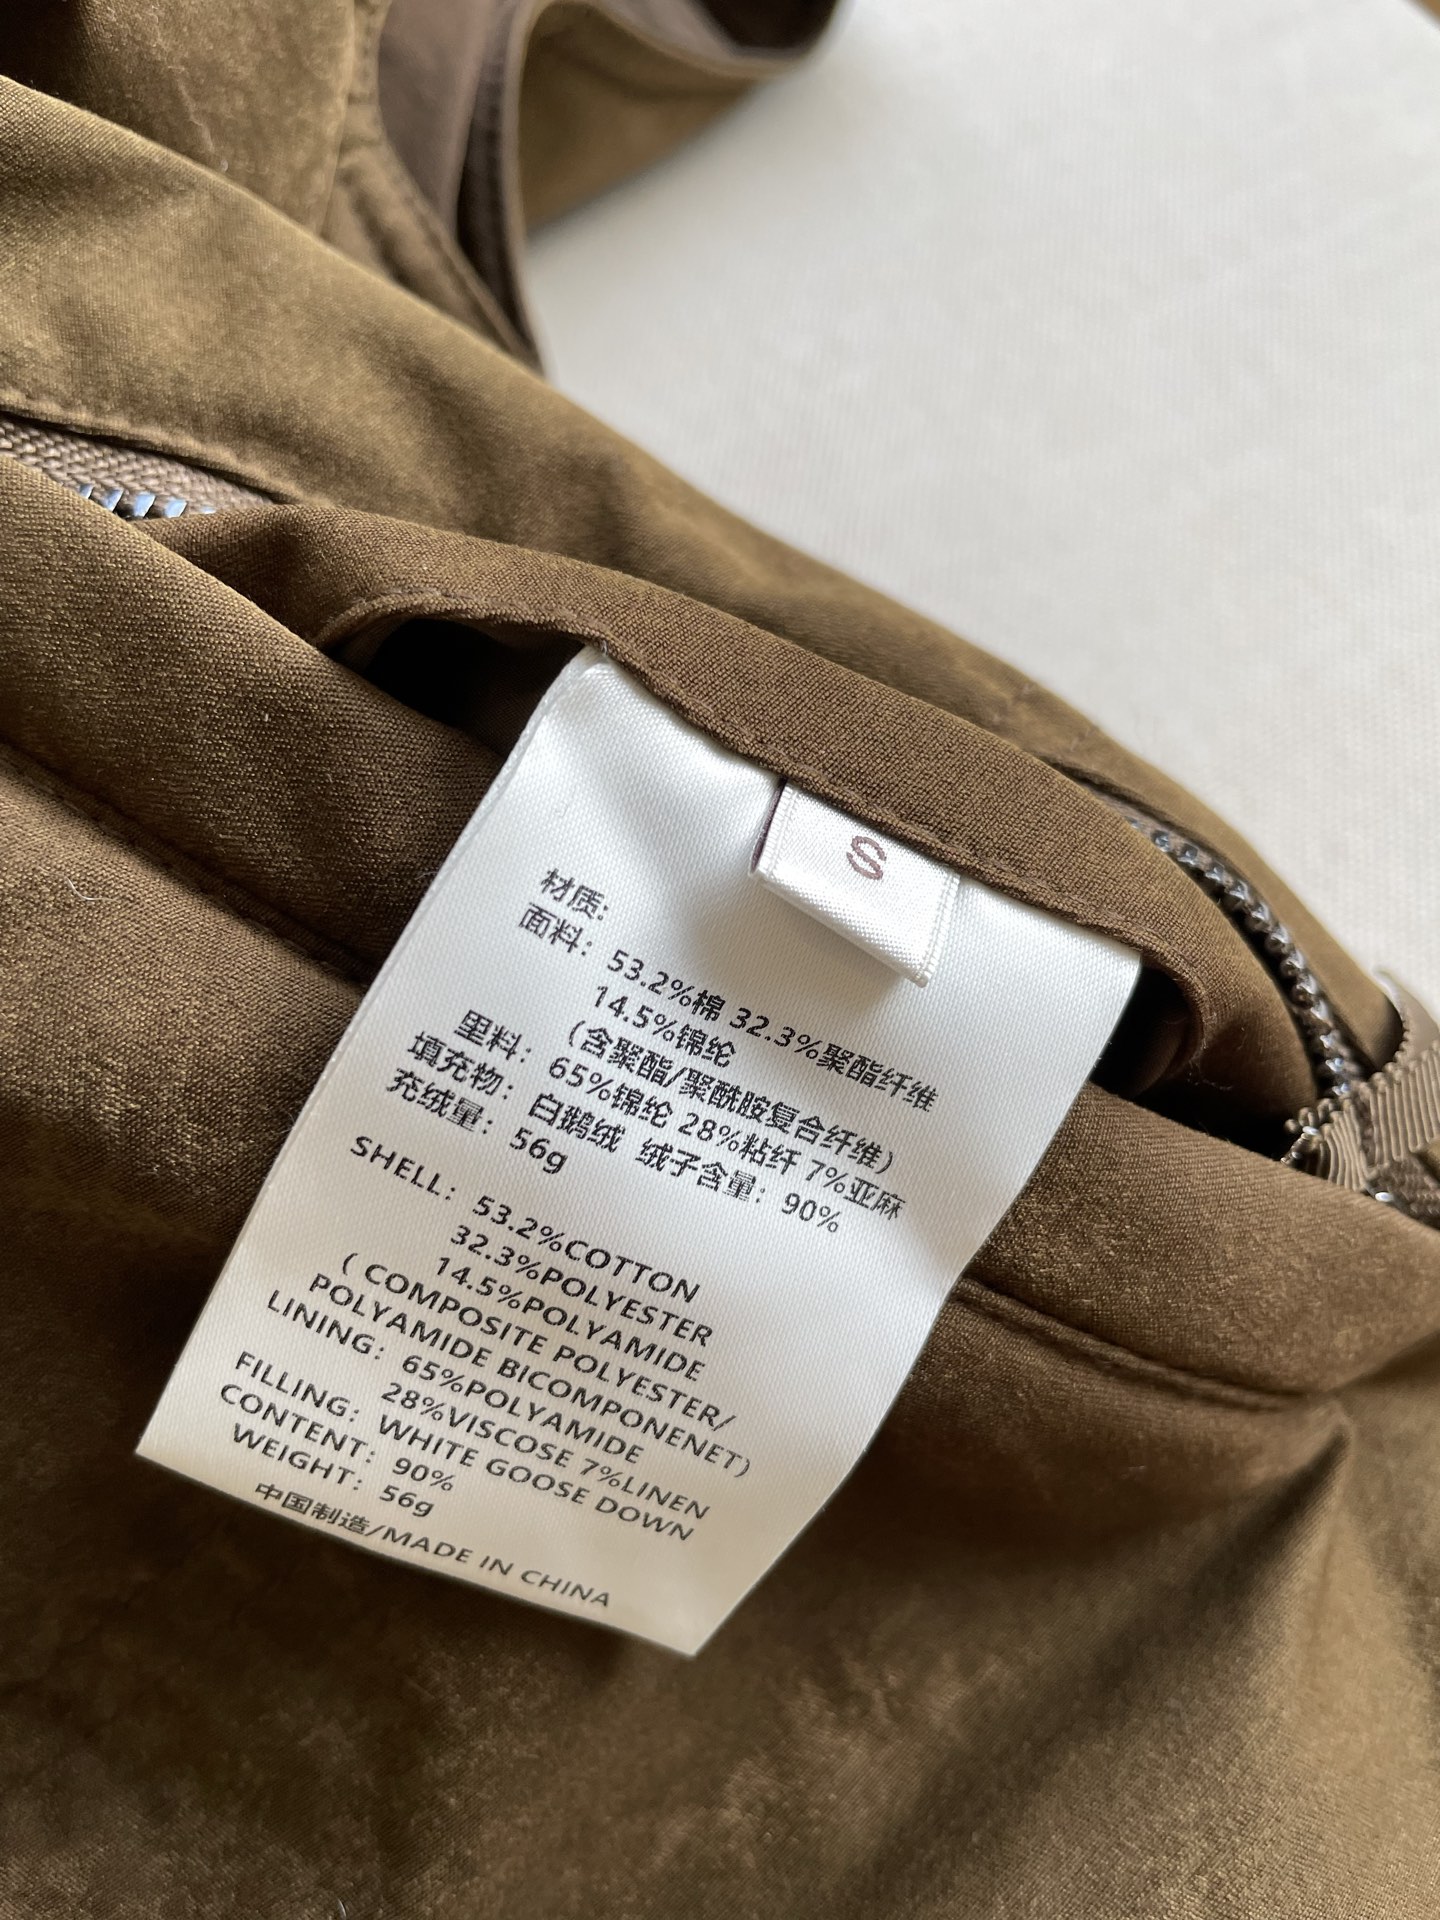 S
材质:
面料: 53.2%棉 32.3%聚酯纤维
14.5%锦纶
(含聚酯/聚酰胺复合纤维)
里料: 65%锦纶 28%粘纤 7%亚麻
填充物: 白鹅绒 绒子含量: 90%
充绒量: 56g
SHELL: 53.2%COTTON
32.3%POLYESTER
14.5%POLYAMIDE
( COMPOSITE POLYESTER/
POLYAMIDE BICOMPONENET)
LINING: 65%POLYAMIDE
28%VISCOSE 7%LINEN
FILLING: WHITE GOOSE DOWN
CONTENT: 90%
WEIGHT: 56g
中国制造/MADE IN CHINA